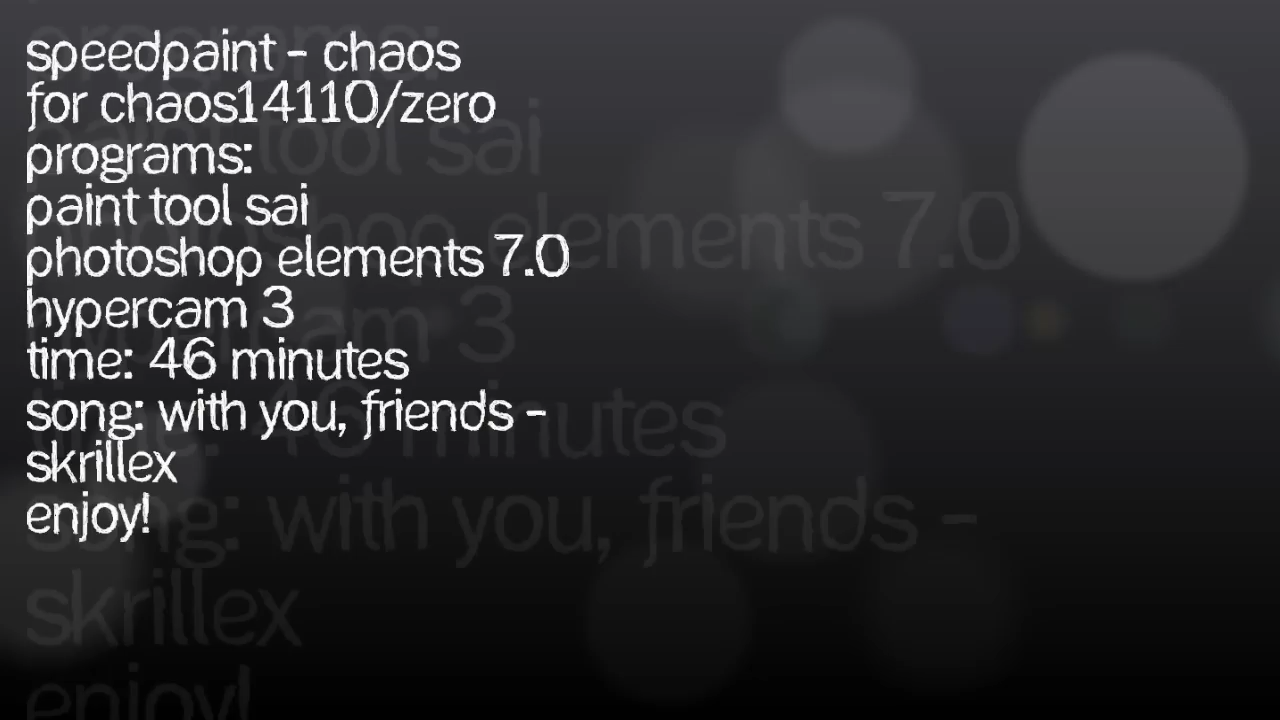 speedpaint - chaos
for chaos14110/zero
programs:
paint tool sai
photoshop elements 7.0
hypercam 3
time: 46 minutes
song: with you, friends -
skrillex
enjoy!